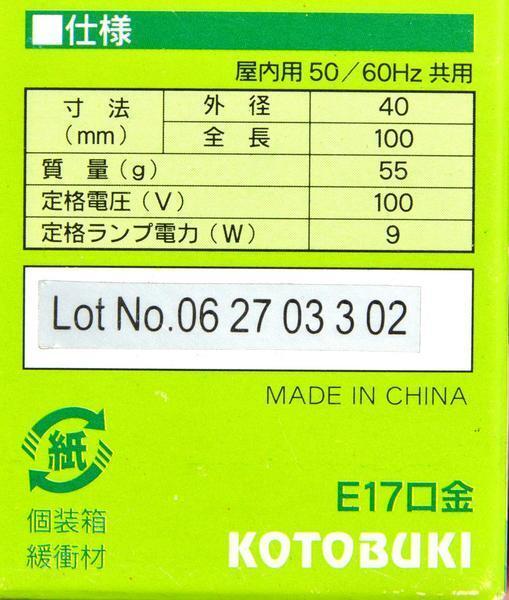 ■仕様
屋内用 50/60Hz 共用
寸法(mm) 外径 40
全長 100
質量(g) 55
定格電圧(V) 100
定格ランプ電力(W) 9
Lot No.06 27 03 3 02
MADE IN CHINA
紙
個装箱
緩衝材
E17口金
KOTOBUKI